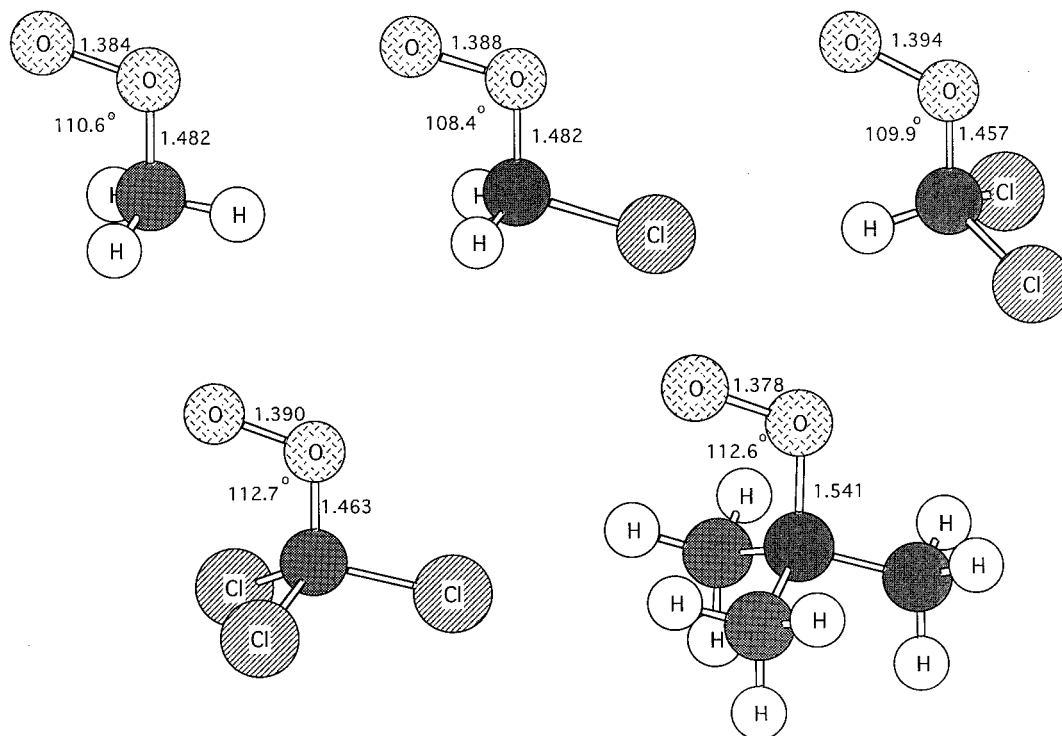 O 1.384 O
110.6° 1.482
H H H
O 1.388 O
108.4° 1.482
H H Cl
O 1.394 O
109.9° 1.457
H Cl Cl
O 1.390 O
112.7° 1.463
Cl Cl Cl
O 1.378 O
112.6° 1.541
H H H H
H H H
H H